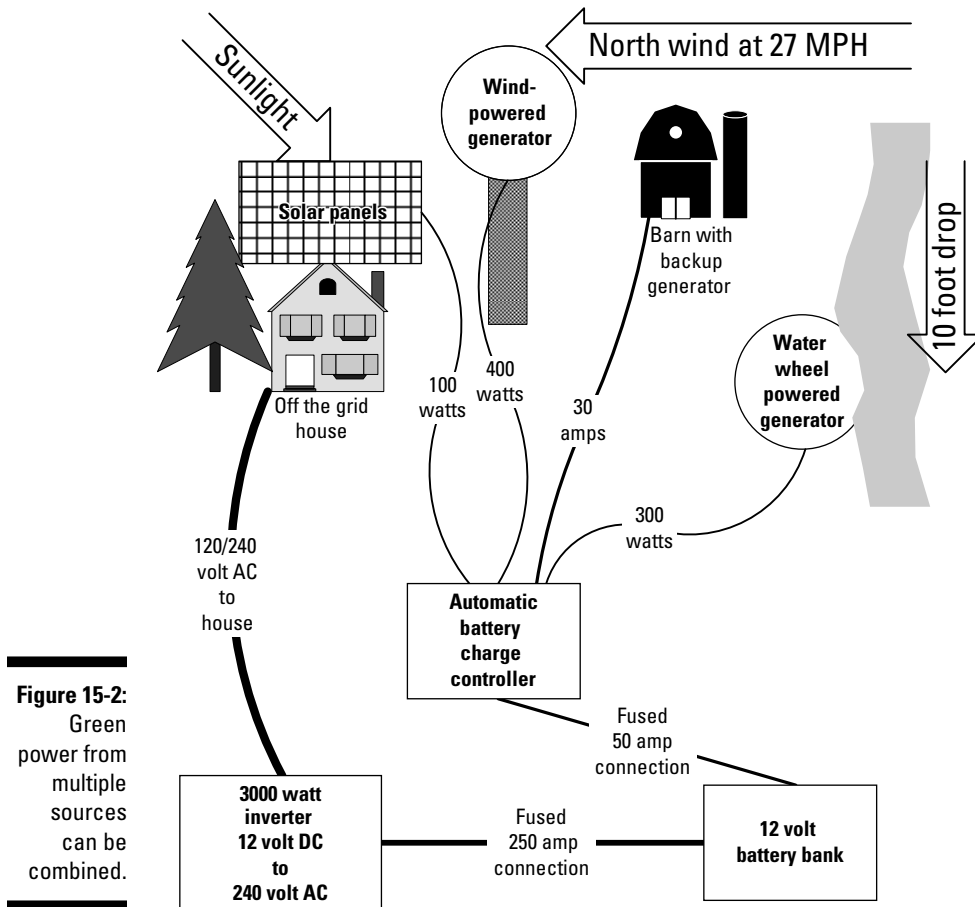 Sunlight
North wind at 27 MPH
Wind-
powered
generator
Solar panels
Barn with
backup
generator
10 foot drop
Water
wheel
powered
generator
Off the grid
house
100
watts
400
watts
30
amps
300
watts
120/240
volt AC
to
house
Automatic
battery
charge
controller
Fused
50 amp
connection
3000 watt
inverter
12 volt DC
to
240 volt AC
Fused
250 amp
connection
12 volt
battery bank
Figure 15-2:
Green
power from
multiple
sources
can be
combined.